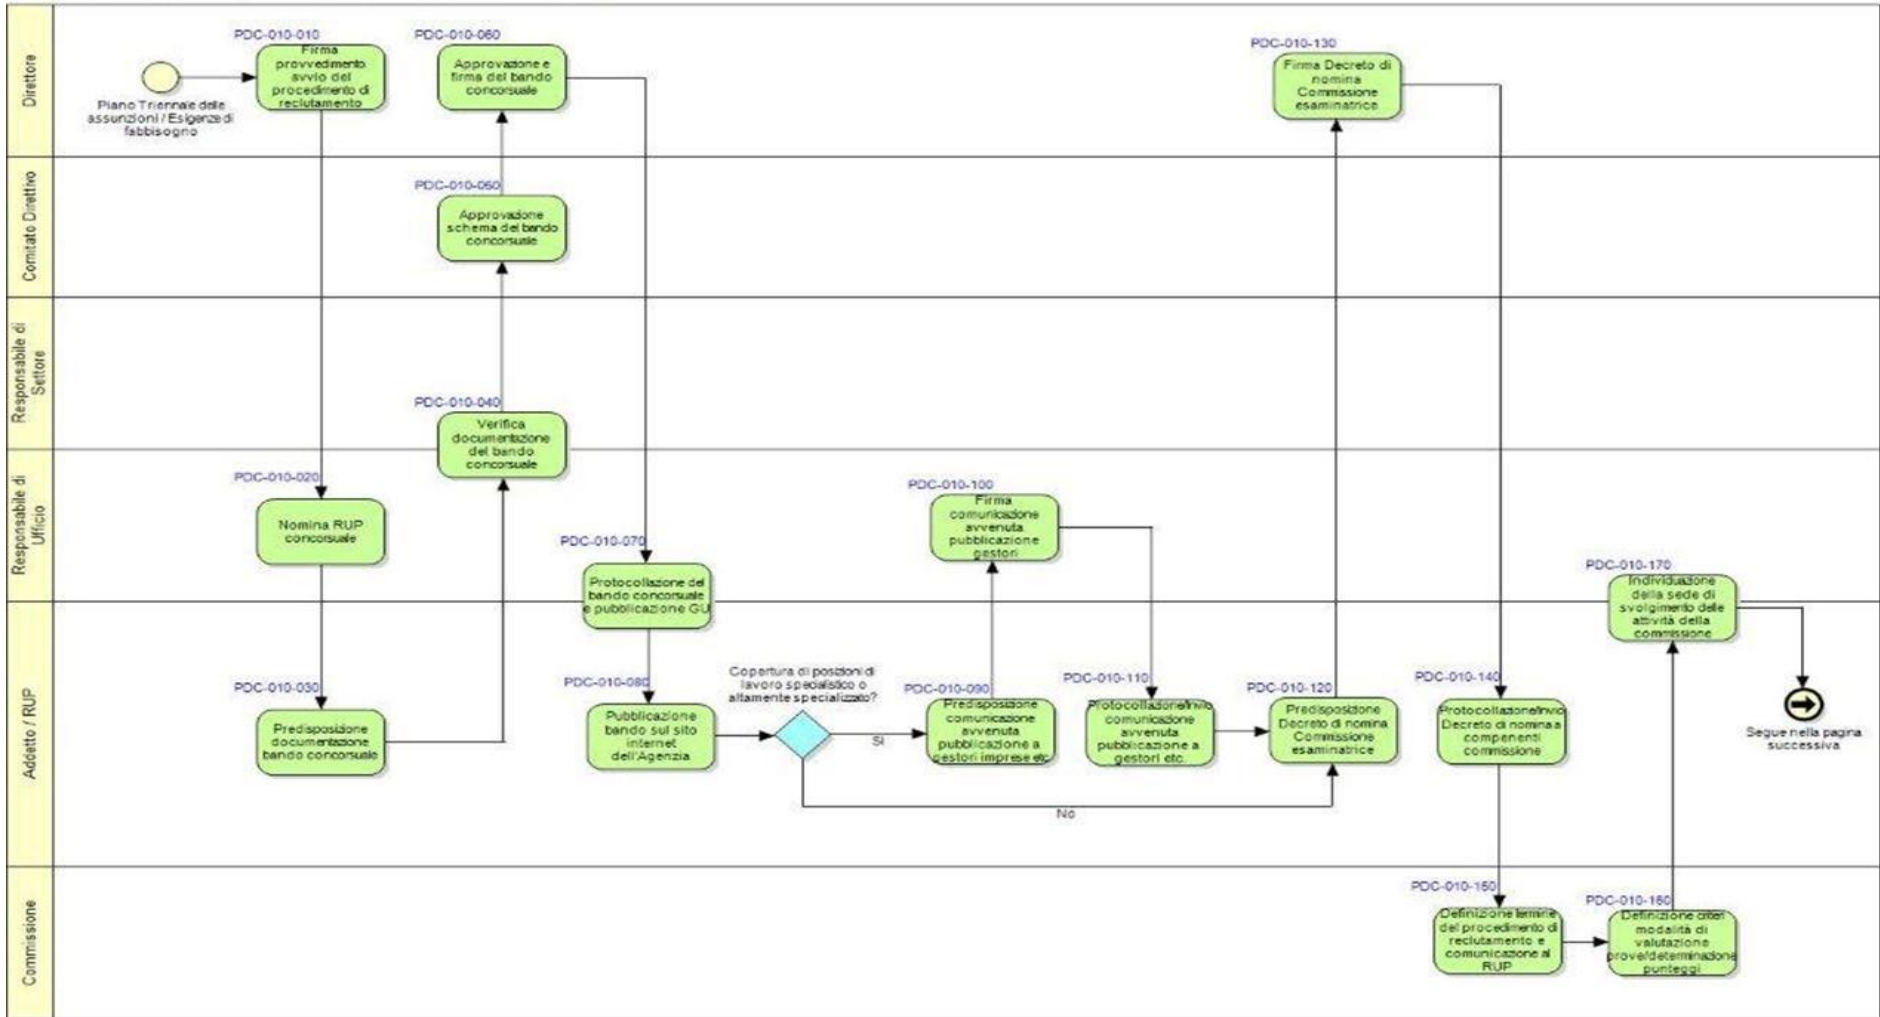 Direttore
PDC-010-010
Firma
provvedimento
avvio del
procedimento di
reclutamento
Piano Triennale delle
assunzioni / Esigenze di
fabbisogno
PDC-010-060
Approvazione e
firma del bando
concorsuale
PDC-010-130
Firma Decreto di
nomina
Commissione
esaminatrice
Comitato Direttivo
PDC-010-050
Approvazione
schema del bando
concorsuale
Responsabile di
Settore
PDC-010-040
Verifica
documentazione
del bando
concorsuale
Responsabile di
Ufficio
PDC-010-020
Nomina RUP
concorsuale
PDC-010-070
Protocollazione del
bando concorsuale
e pubblicazione GU
PDC-010-100
Firma
comunicazione
avvenuta
pubblicazione
gestori
PDC-010-170
Individuazione
della sede di
svolgimento delle
attività della
commissione
Addetto / RUP
PDC-010-030
Predisposizione
documentazione
bando concorsuale
PDC-010-080
Pubblicazione
bando sul sito
internet
dell'Agenzia
Copertura di posizioni di
lavoro specialistico o
altamente specializzato?
Si
No
PDC-010-090
Predisposizione
comunicazione
avvenuta
pubblicazione a
gestori imprese etc
PDC-010-110
Protocollazione/invio
comunicazione
avvenuta
pubblicazione a
gestori etc.
PDC-010-120
Predisposizione
Decreto di nomina
Commissione
esaminatrice
PDC-010-140
Protocollazione/invio
Decreto di nomina a
compenenti
commissione
Segue nella pagina
successiva
Commissione
PDC-010-150
Definizione termine
del procedimento di
reclutamento e
comunicazione al
RUP
PDC-010-160
Definizione criteri
modalità di
valutazione
prove/determinazione
punteggi